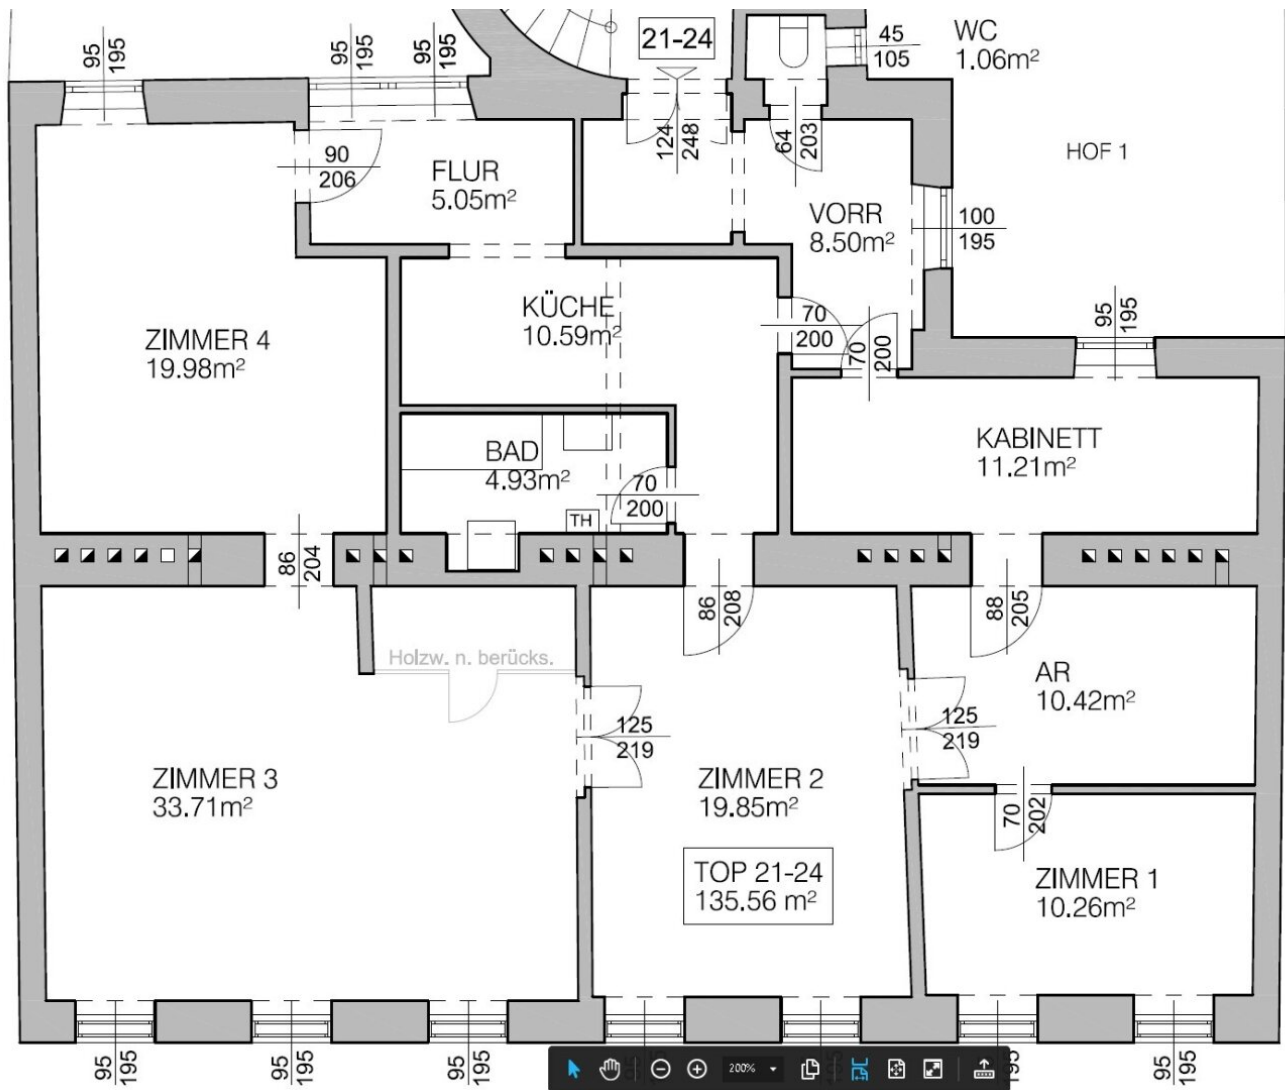 95
195
95
195
95
195
21-24
45
105
WC
1.06m²
124
248
64
203
HOF 1
90
206
FLUR
5.05m²
VORR
8.50m²
100
195
KÜCHE
10.59m²
70
200
70
200
95
195
ZIMMER 4
19.98m²
KABINETT
11.21m²
BAD
4.93m²
70
200
TH
86
204
86
208
88
205
Holzw. n. berücks.
AR
10.42m²
125
219
125
219
ZIMMER 3
33.71m²
ZIMMER 2
19.85m²
70
202
TOP 21-24
135.56 m²
ZIMMER 1
10.26m²
95
195
95
195
95
195
200%
195
95
195